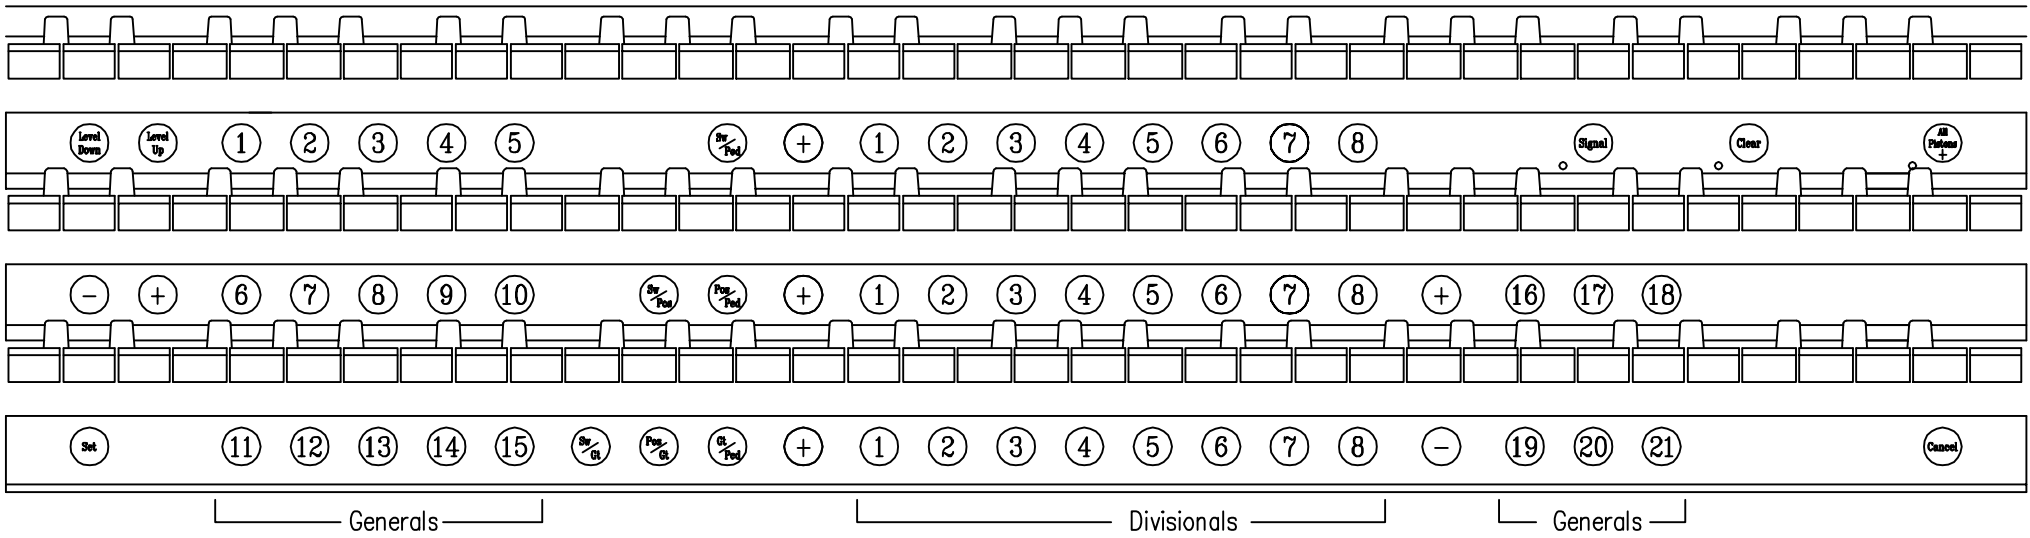 Level Down Level Up 1 2 3 4 5 Sw/Ped + 1 2 3 4 5 6 7 8 Signal Clear All Pistons +
- + 6 7 8 9 10 Sw/Pos Pos/Ped + 1 2 3 4 5 6 7 8 + 16 17 18
Set 11 12 13 14 15 Sw/Gt Pos/Gt Gt/Ped + 1 2 3 4 5 6 7 8 - 19 20 21 Cancel
Generals Divisionals Generals